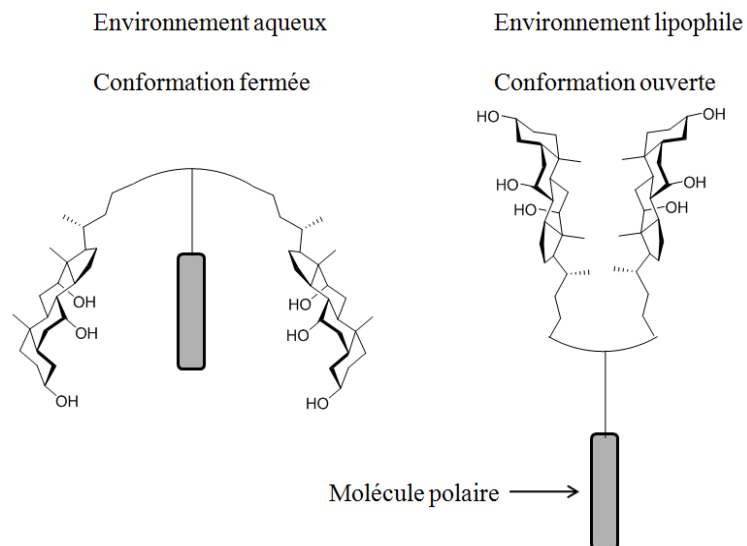 Environnement aqueux
Conformation fermée
Environnement lipophile
Conformation ouverte
HO
OH
HO
OH
HO
OH
OH
HO
OH
HO
OH
HO
Molécule polaire